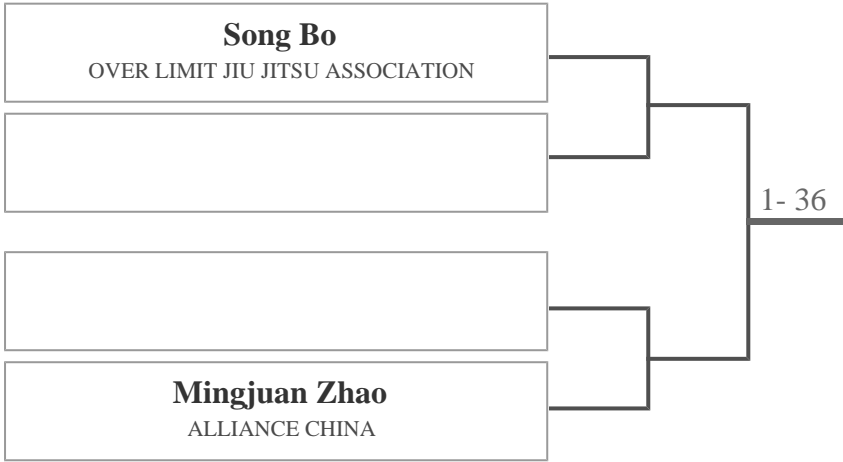 Song Bo
OVER LIMIT JIU JITSU ASSOCIATION
1- 36
Mingjuan Zhao
ALLIANCE CHINA